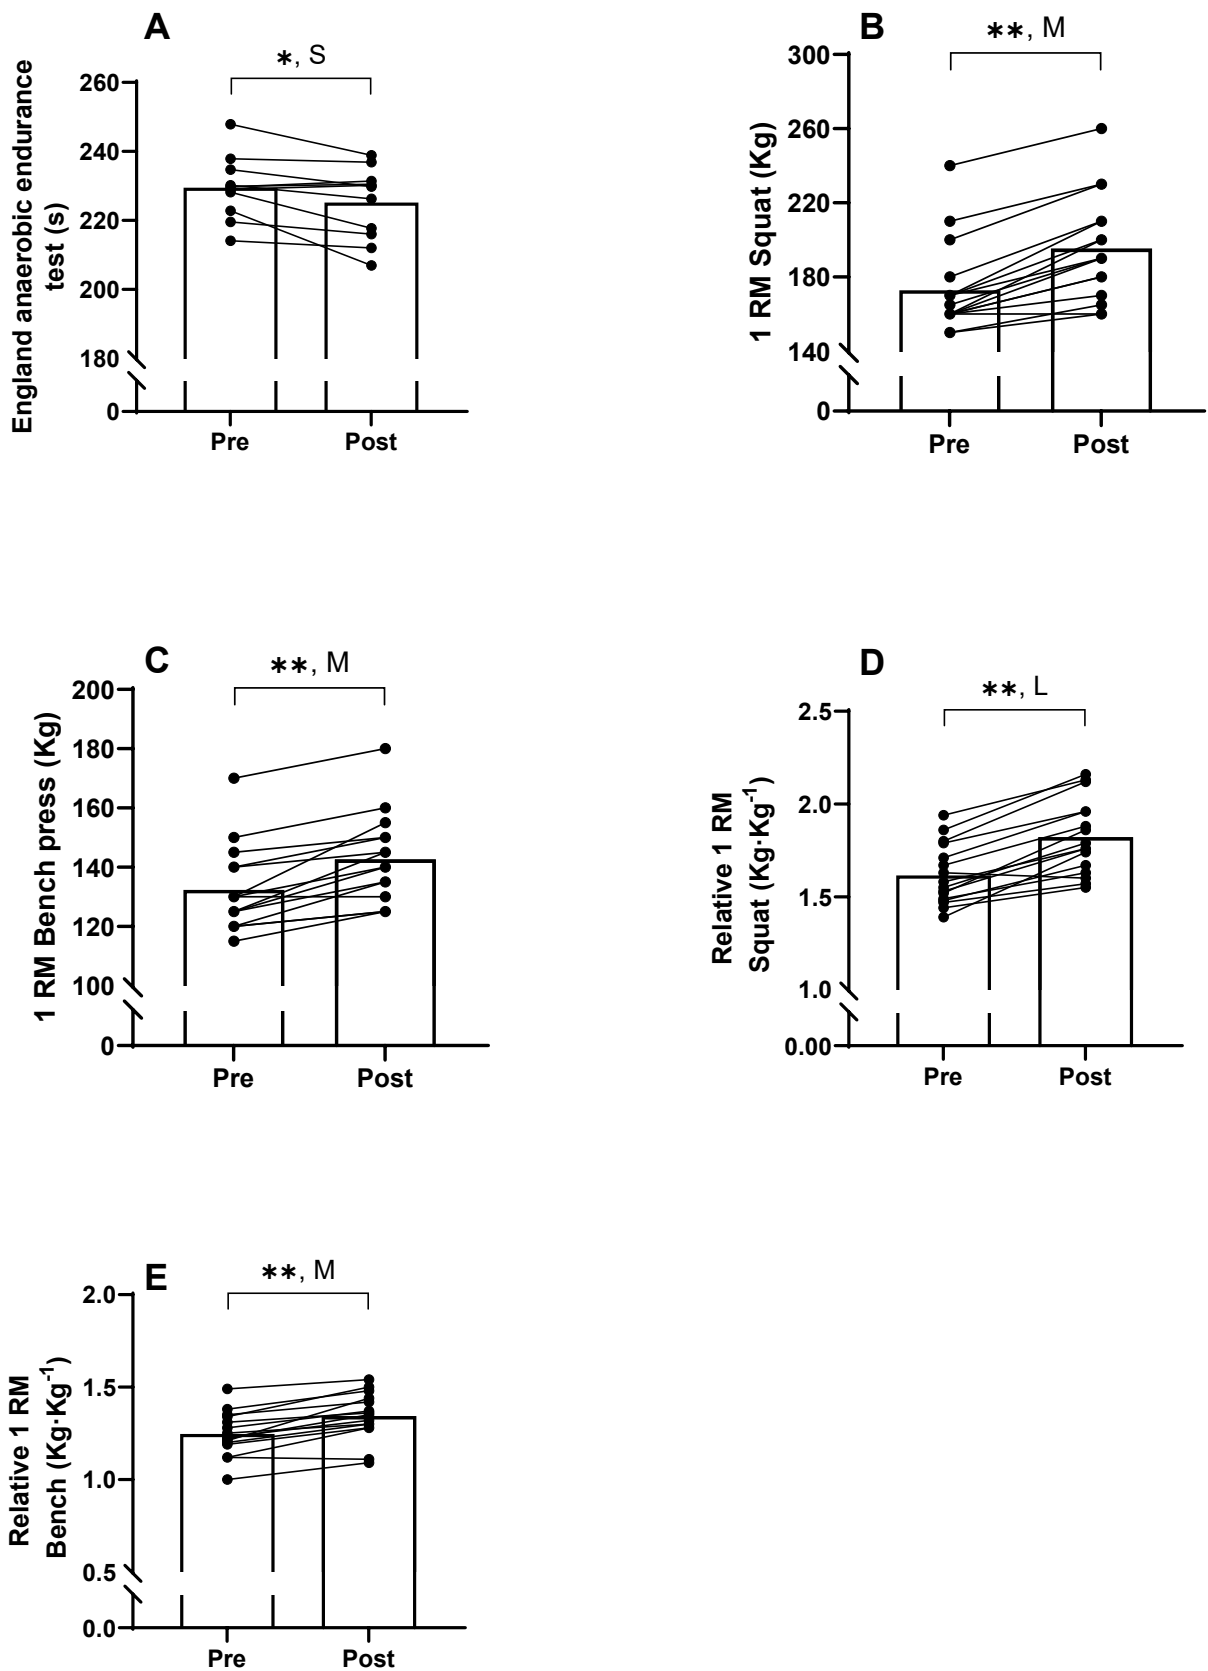 A
∗, S
England anaerobic endurance
test (s)
260
240
220
200
180
0
Pre
Post
B
∗∗, M
1 RM Squat (Kg)
300
260
220
180
140
0
Pre
Post
C
∗∗, M
1 RM Bench press (Kg)
200
180
160
140
120
100
0
Pre
Post
D
∗∗, L
Relative 1 RM
Squat (Kg·Kg⁻¹)
2.5
2.0
1.5
1.0
0.00
Pre
Post
E
∗∗, M
Relative 1 RM
Bench (Kg·Kg⁻¹)
2.0
1.5
1.0
0.5
0.0
Pre
Post